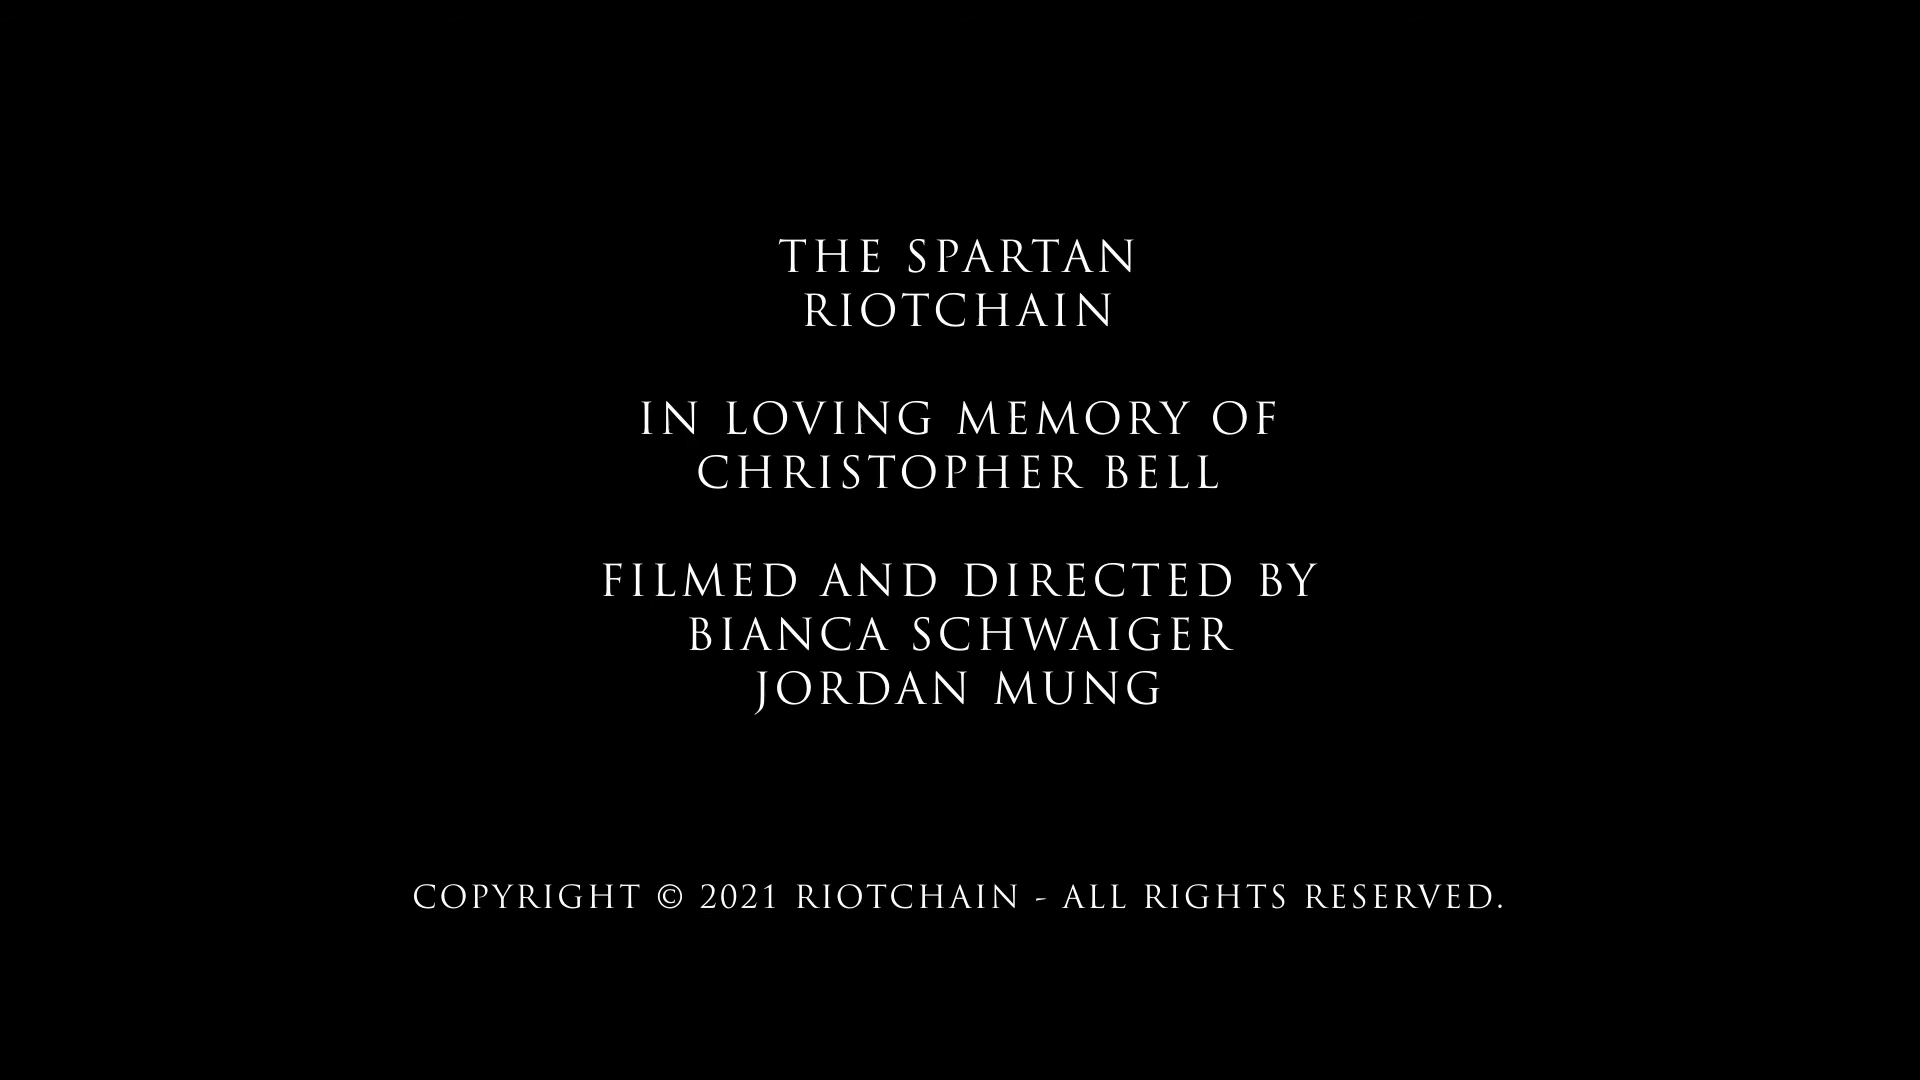 THE SPARTAN
RIOTCHAIN
IN LOVING MEMORY OF
CHRISTOPHER BELL
FILMED AND DIRECTED BY
BIANCA SCHWAIGER
JORDAN MUNG
COPYRIGHT © 2021 RIOTCHAIN - ALL RIGHTS RESERVED.